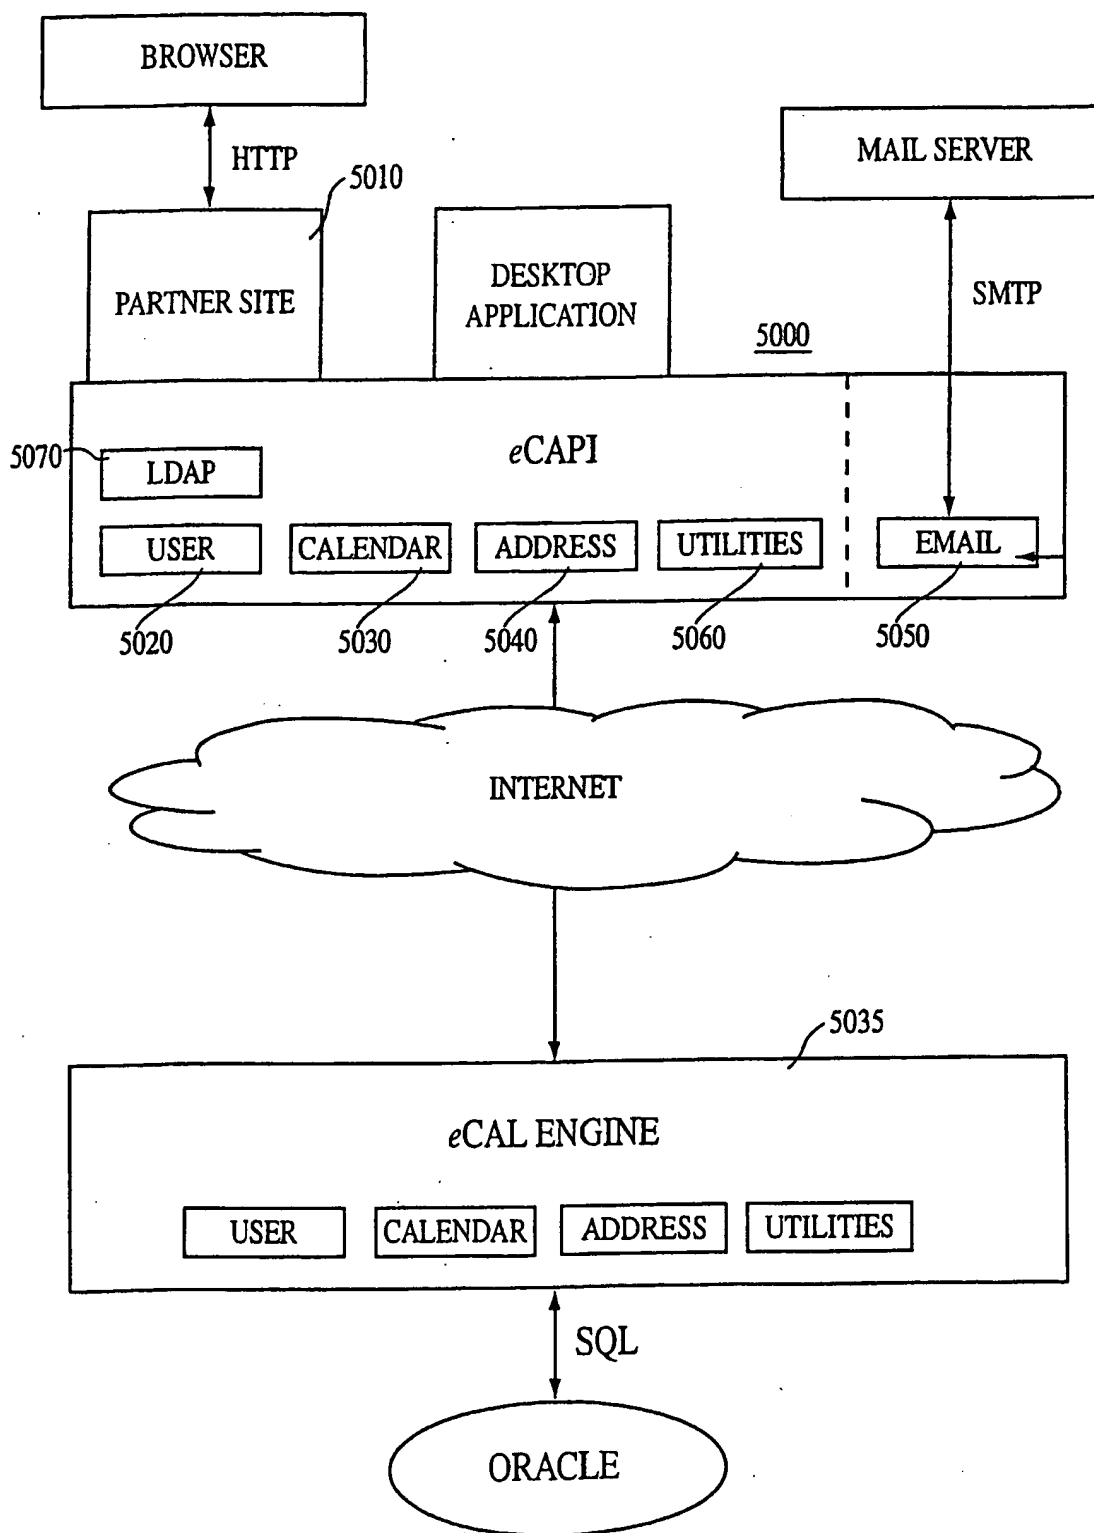 BROWSER
HTTP
MAIL SERVER
5010
PARTNER SITE
DESKTOP
APPLICATION
SMTP
5000
eCAPI
5070
LDAP
USER
CALENDAR
ADDRESS
UTILITIES
EMAIL
5020
5030
5040
5060
5050
INTERNET
5035
eCAL ENGINE
USER
CALENDAR
ADDRESS
UTILITIES
SQL
ORACLE